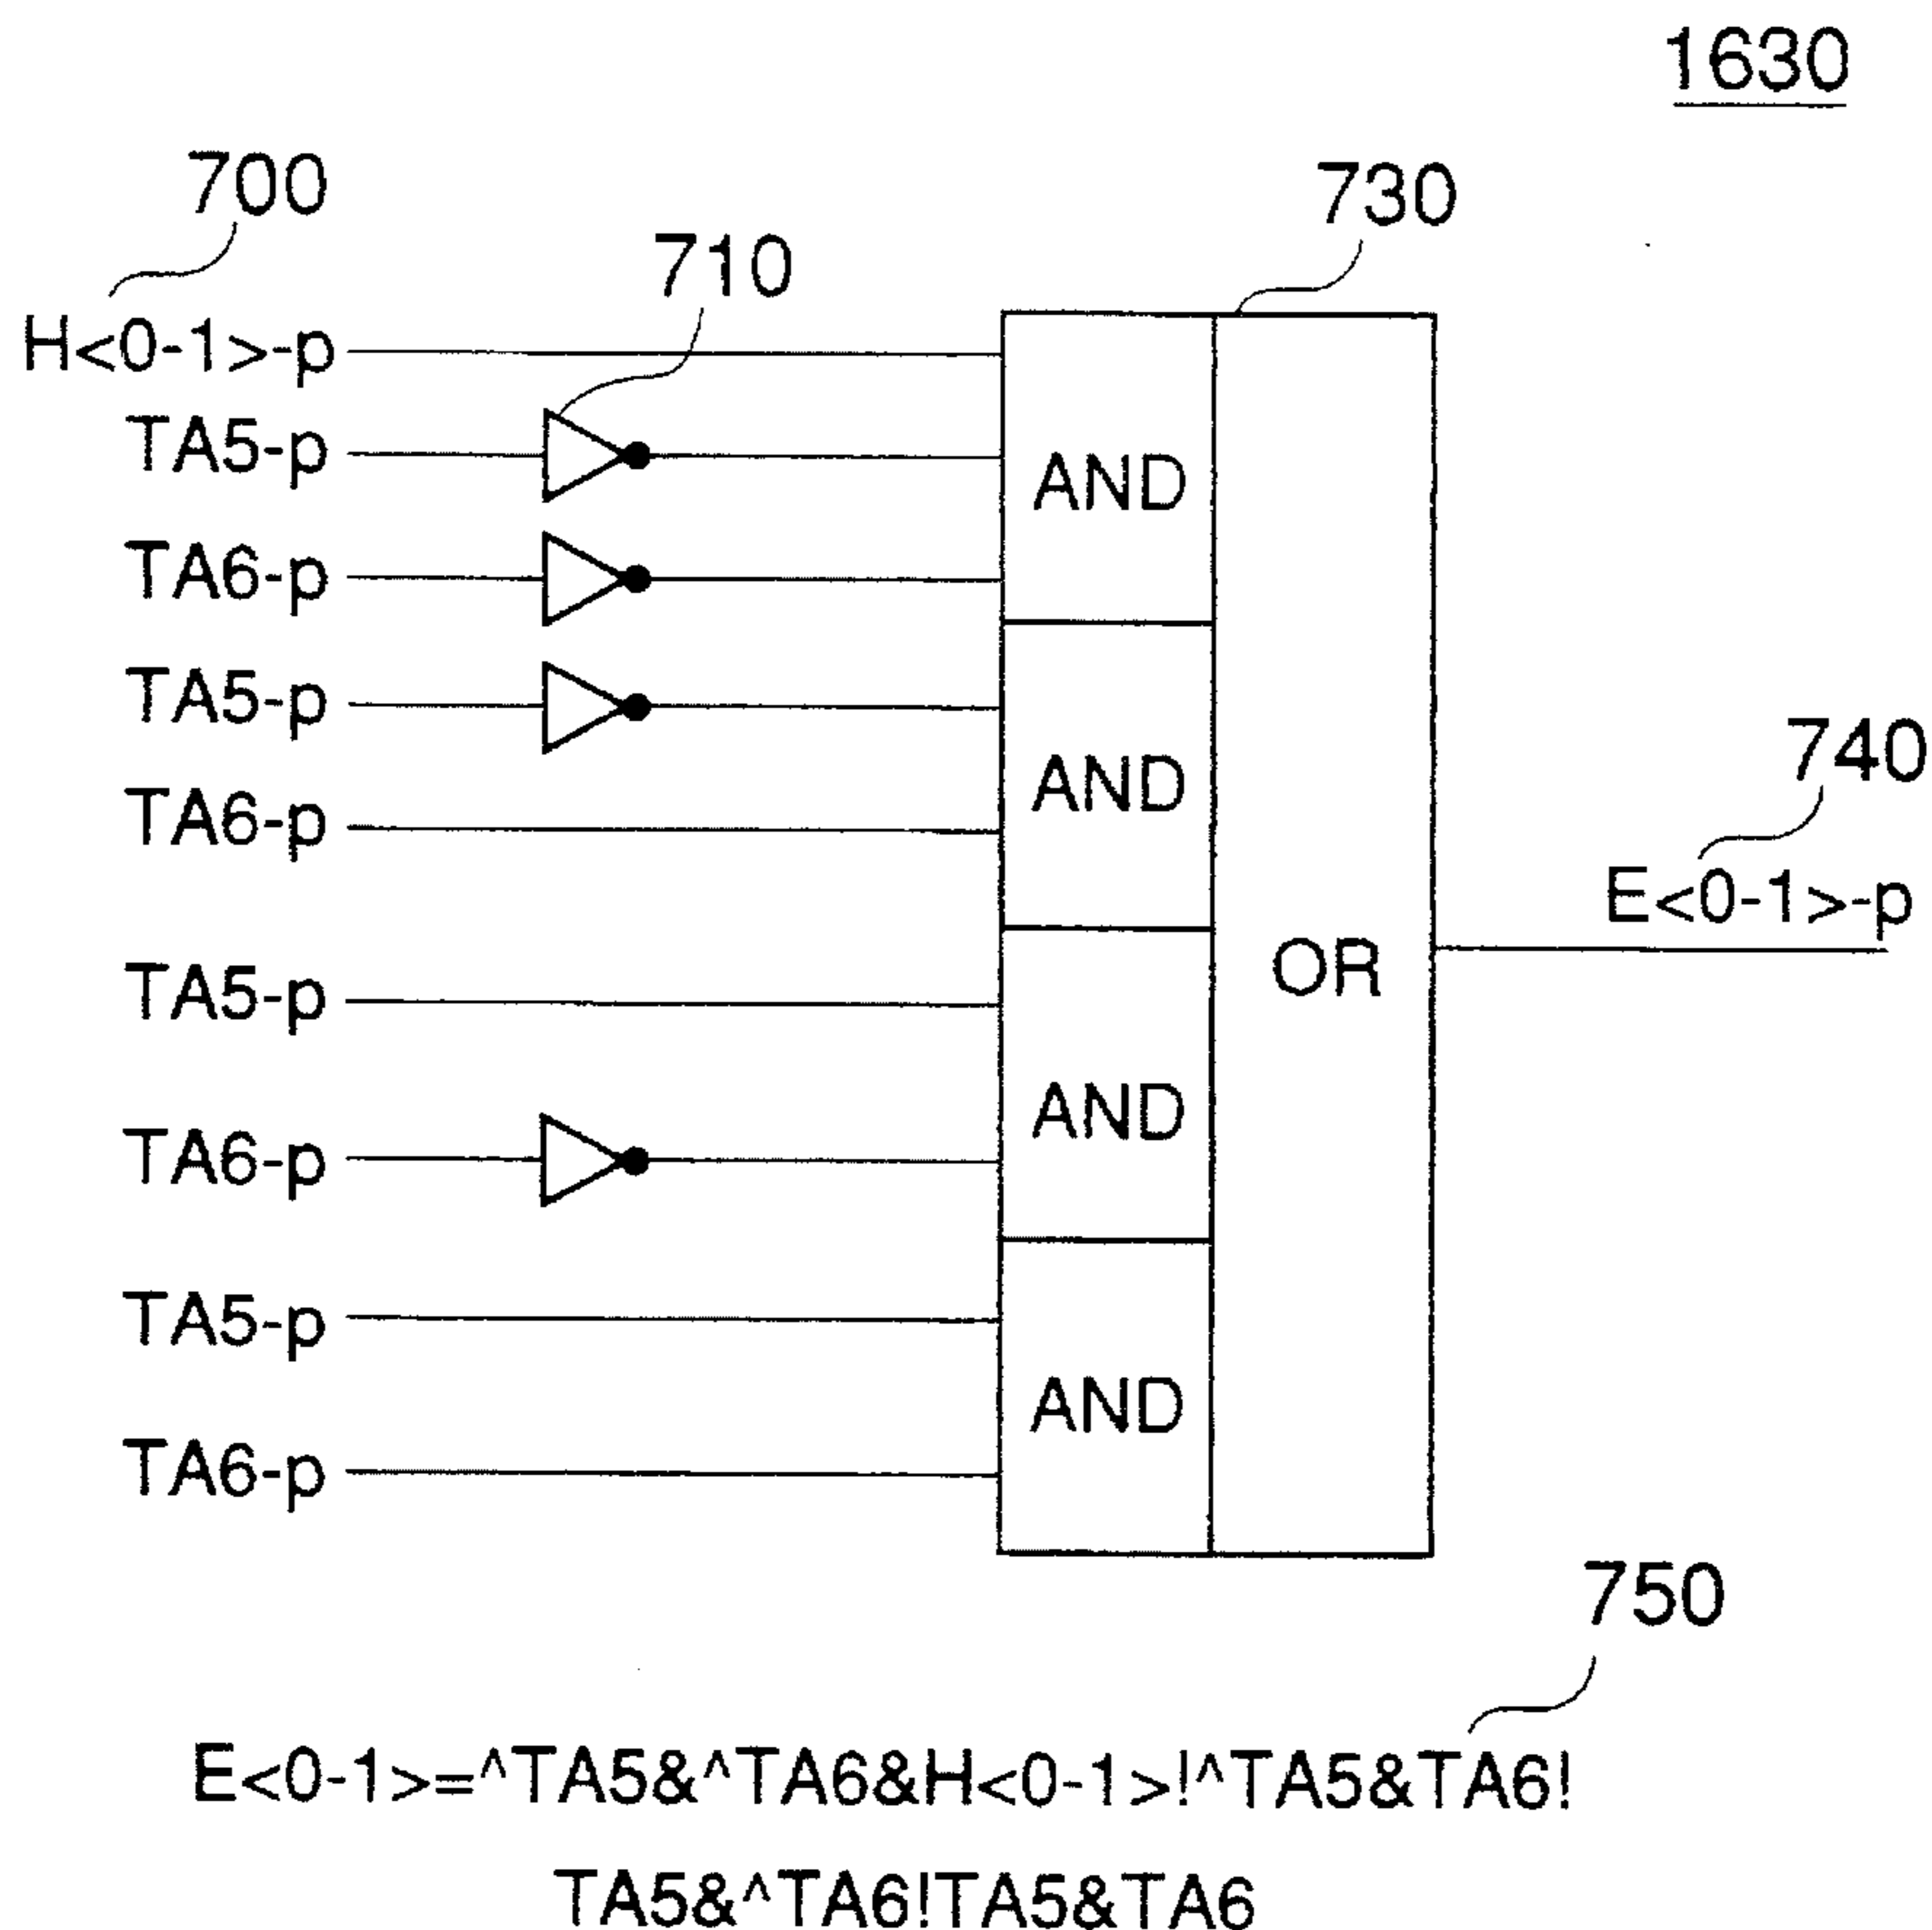 1630
700
730
710
H<0-1>-p
TA5-p
AND
TA6-p
TA5-p
AND
740
TA6-p
E<0-1>-p
OR
TA5-p
AND
TA6-p
TA5-p
AND
TA6-p
750
E<0-1>=^TA5&^TA6&H<0-1>!^TA5&TA6!
TA5&^TA6!TA5&TA6